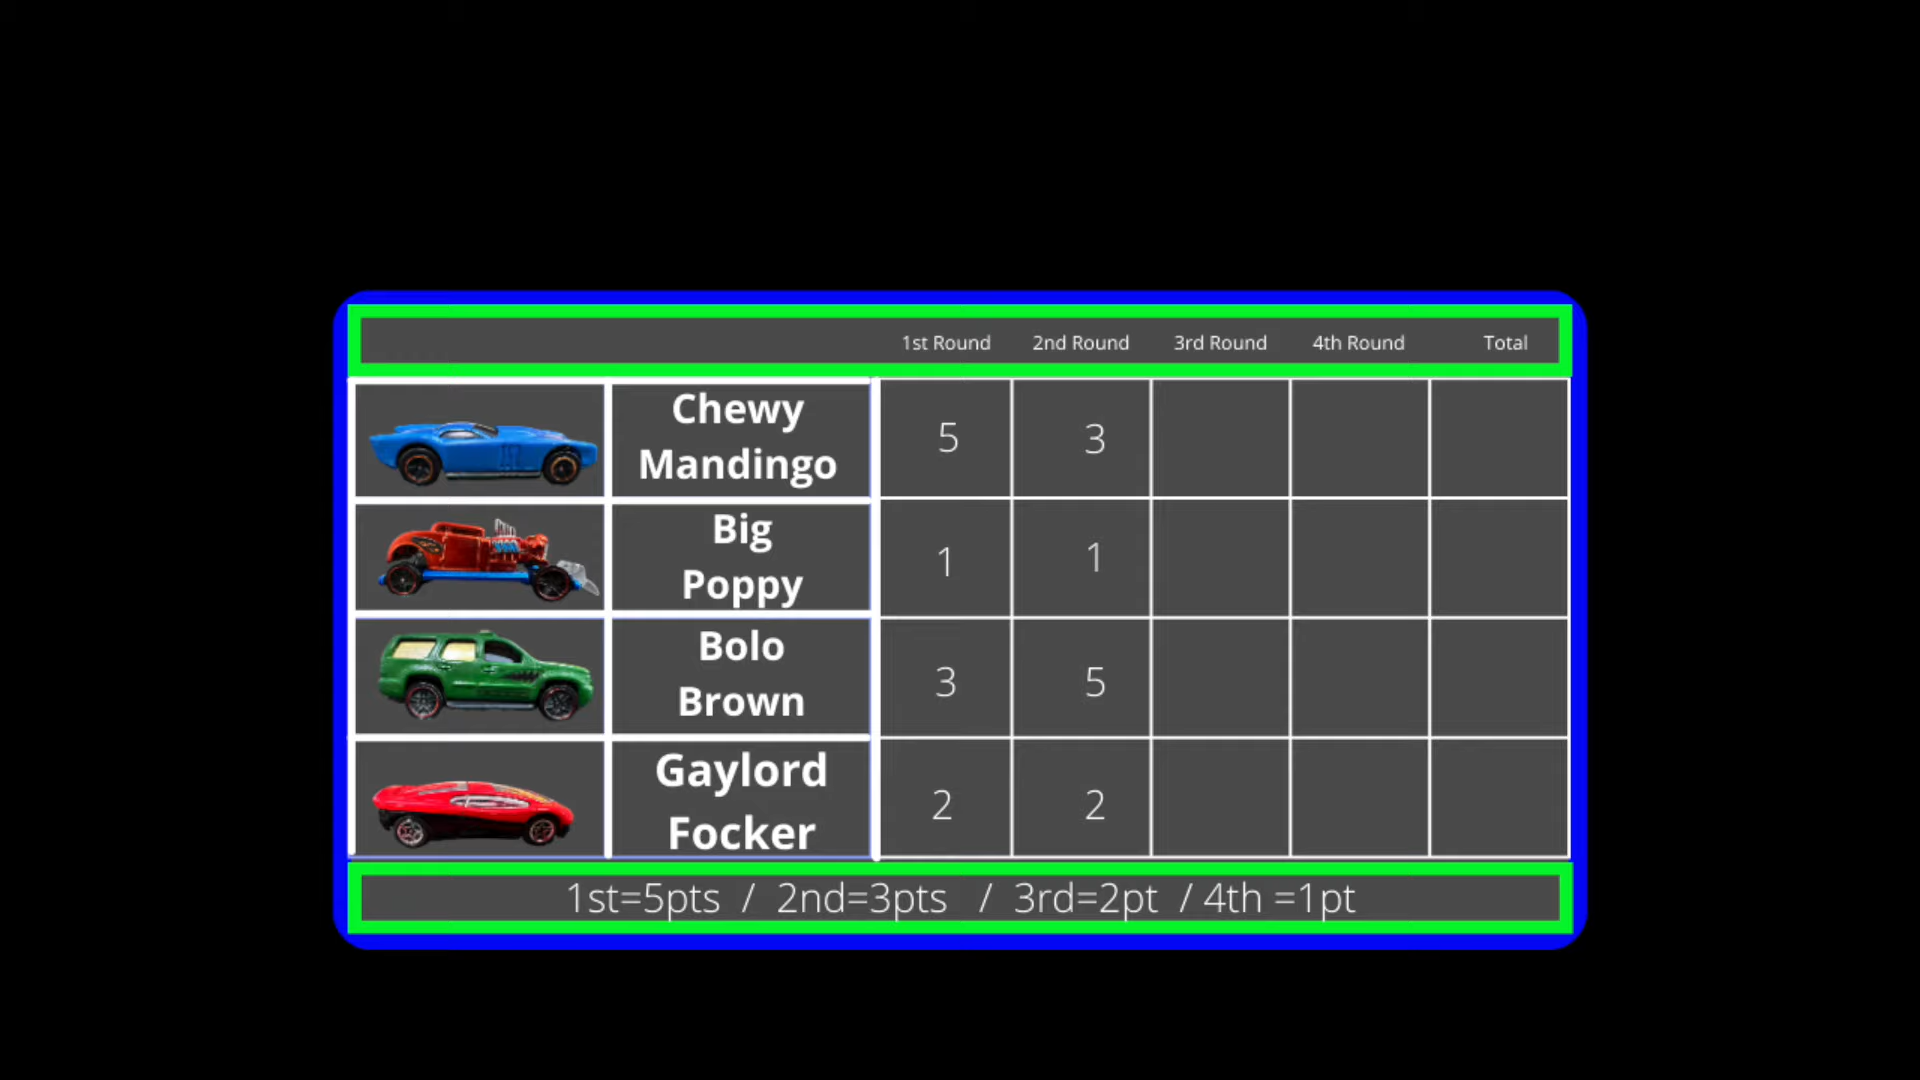 1st Round 2nd Round 3rd Round 4th Round Total
Chewy
Mandingo
5 3
Big
Poppy
1 1
Bolo
Brown
3 5
Gaylord
Focker
2 2
1st=5pts / 2nd=3pts / 3rd=2pt / 4th =1pt